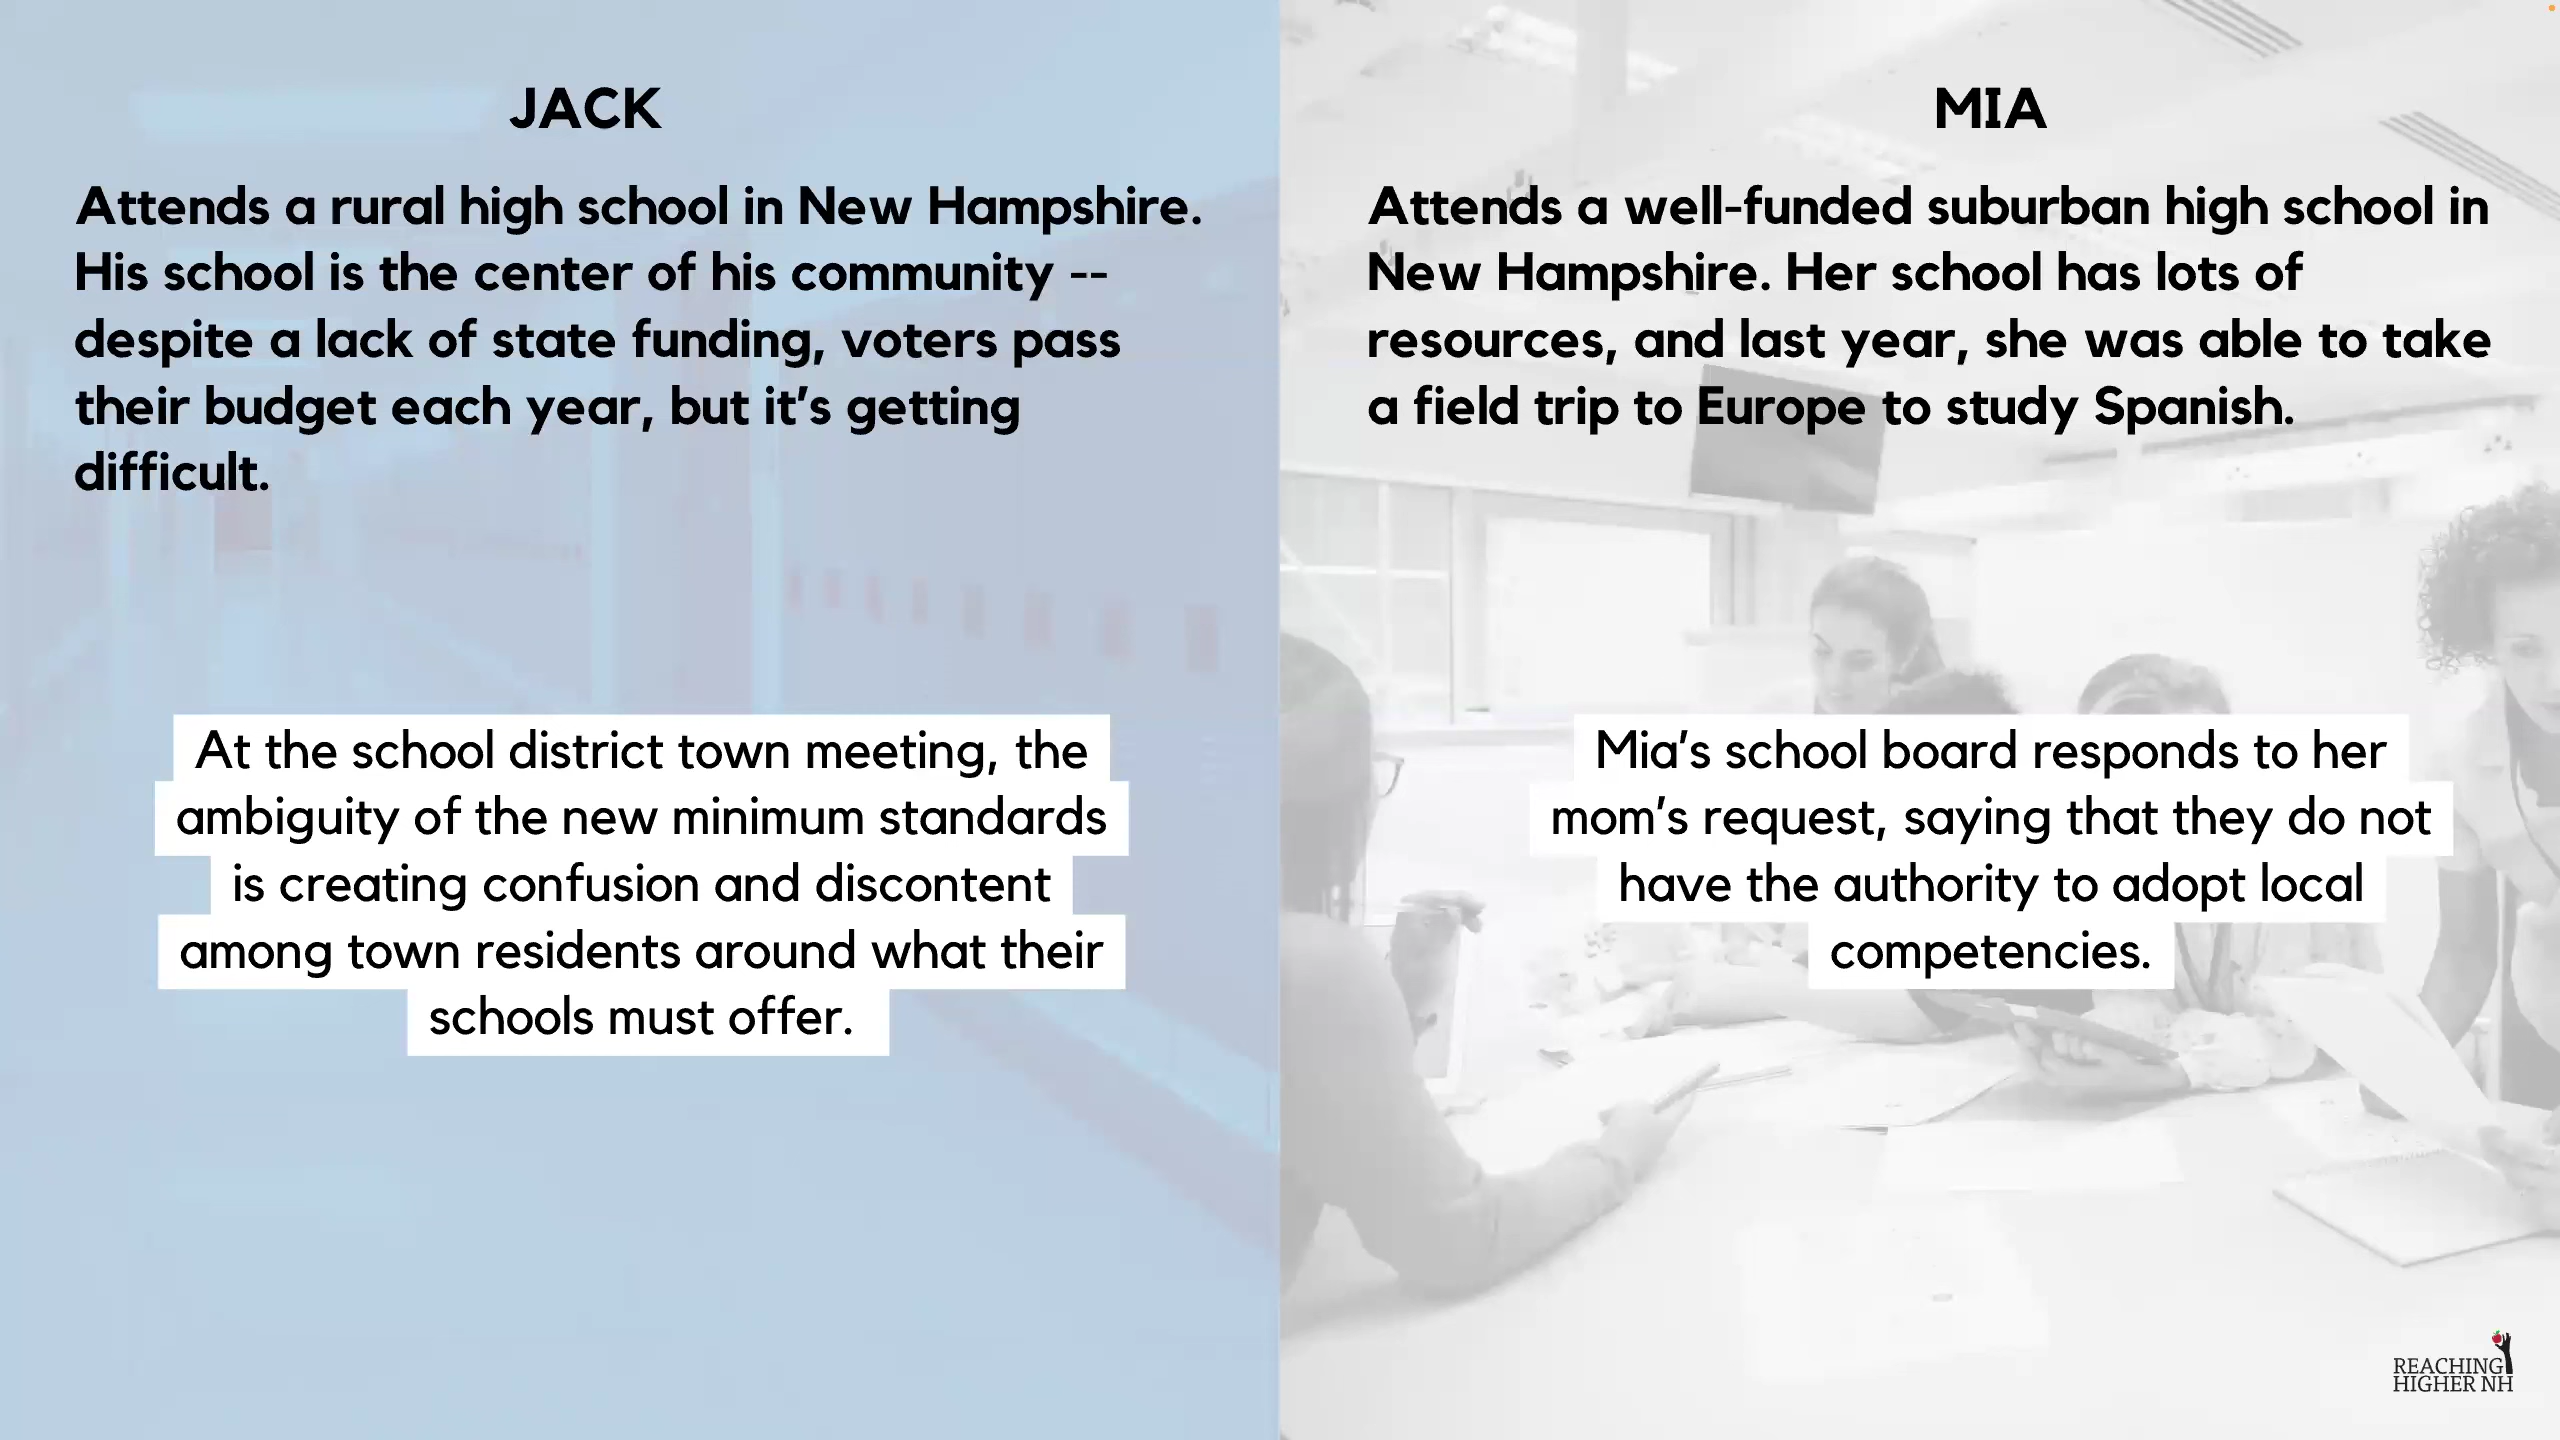 JACK
Attends a rural high school in New Hampshire.
His school is the center of his community --
despite a lack of state funding, voters pass
their budget each year, but it’s getting
difficult.
At the school district town meeting, the
ambiguity of the new minimum standards
is creating confusion and discontent
among town residents around what their
schools must offer.
MIA
Attends a well-funded suburban high school in
New Hampshire. Her school has lots of
resources, and last year, she was able to take
a field trip to Europe to study Spanish.
Mia’s school board responds to her
mom’s request, saying that they do not
have the authority to adopt local
competencies.
REACHING
HIGHER NH